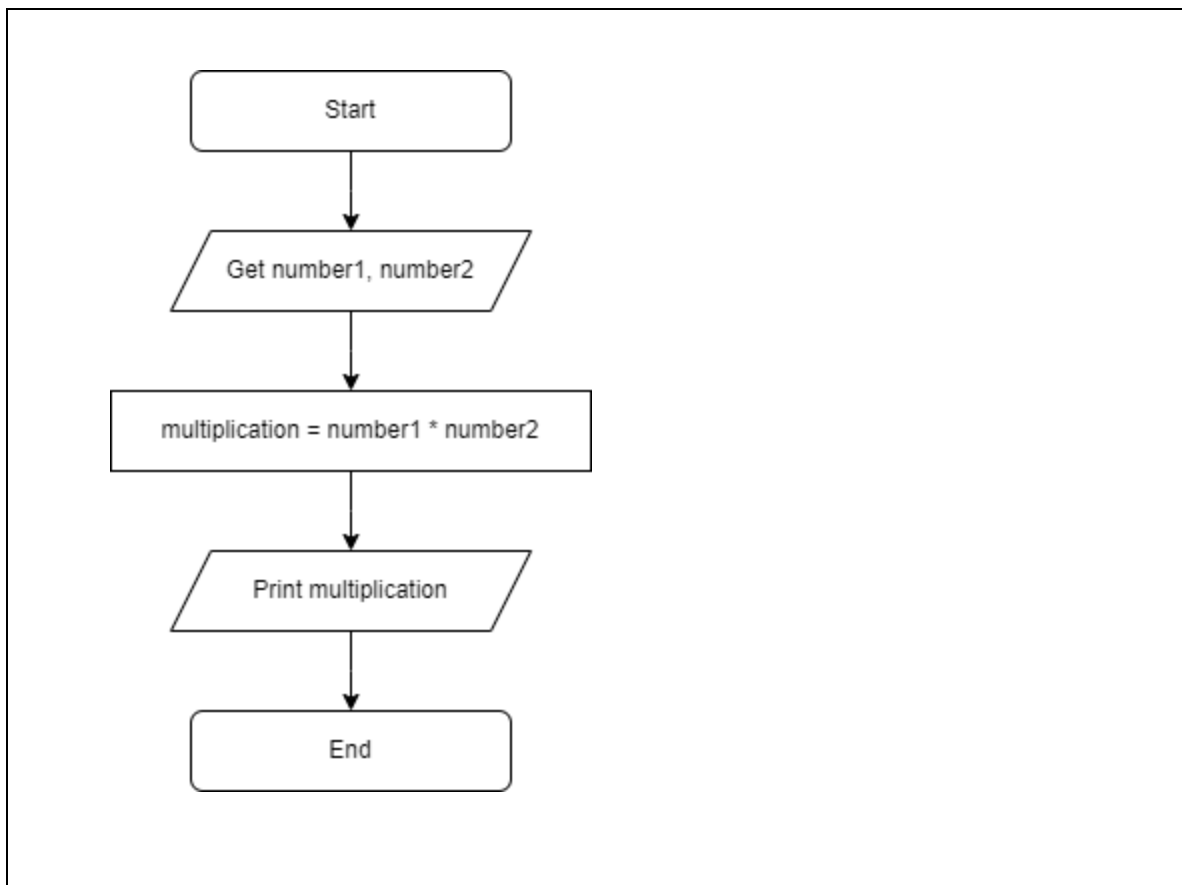 Start
Get number1, number2
multiplication = number1 * number2
Print multiplication
End